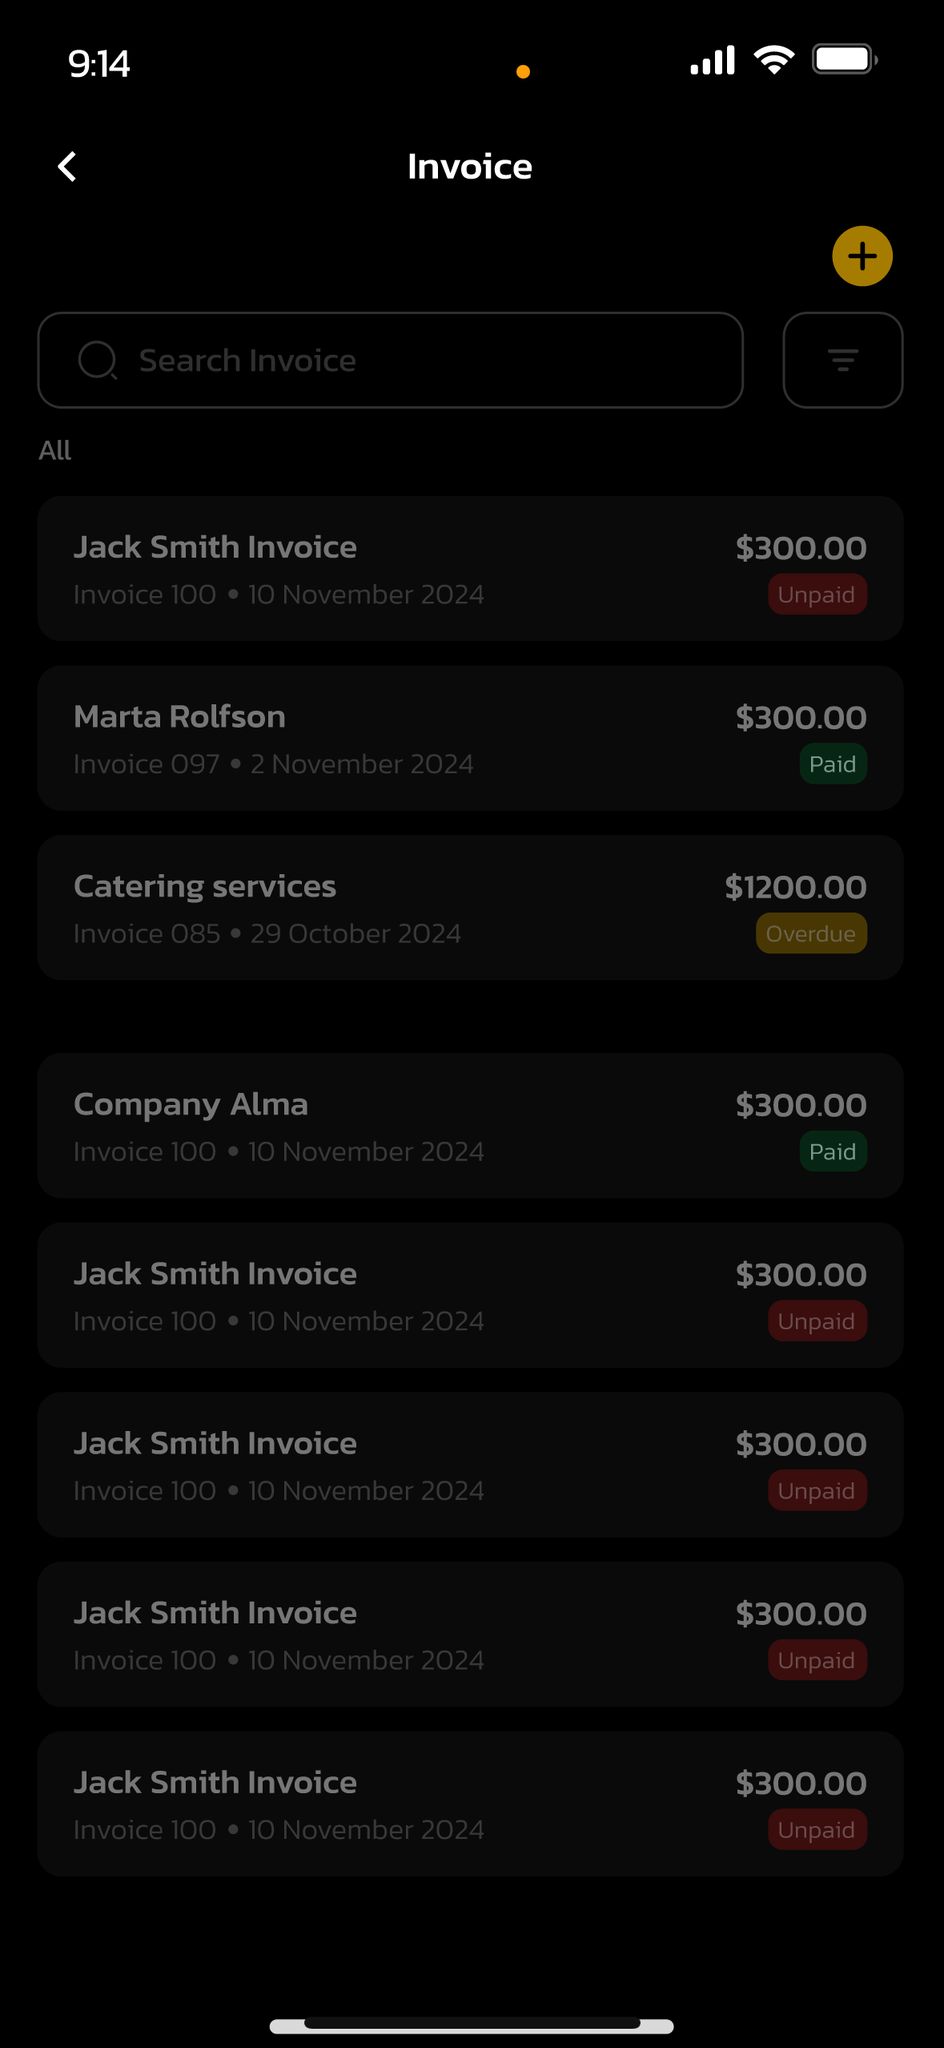 9:14
Invoice
Search Invoice
All
Jack Smith Invoice
$300.00
Invoice 100 • 10 November 2024
Unpaid
Marta Rolfson
$300.00
Invoice 097 • 2 November 2024
Paid
Catering services
$1200.00
Invoice 085 • 29 October 2024
Overdue
Company Alma
$300.00
Invoice 100 • 10 November 2024
Paid
Jack Smith Invoice
$300.00
Invoice 100 • 10 November 2024
Unpaid
Jack Smith Invoice
$300.00
Invoice 100 • 10 November 2024
Unpaid
Jack Smith Invoice
$300.00
Invoice 100 • 10 November 2024
Unpaid
Jack Smith Invoice
$300.00
Invoice 100 • 10 November 2024
Unpaid